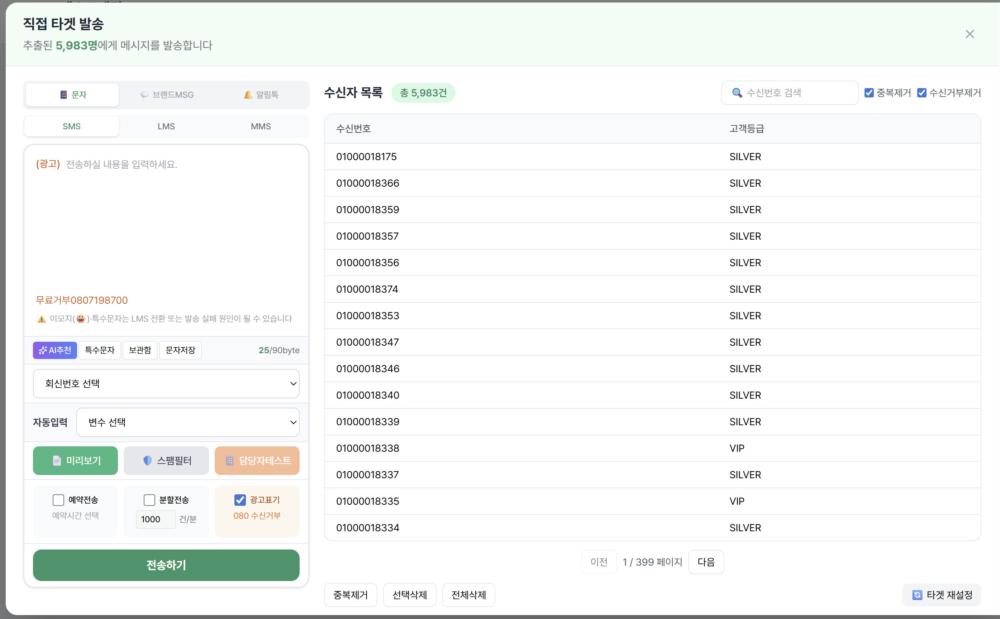 직접 타겟 발송
추출된 5,983명에게 메시지를 발송합니다
문자
브랜드MSG
알림톡
SMS
LMS
MMS
(광고) 전송하실 내용을 입력하세요.
무료거부0807198700
이모지()·특수문자는 LMS 전환 또는 발송 실패 원인이 될 수 있습니다
AI추천
특수문자
보관함
문자저장
25/90byte
회신번호 선택
자동입력
변수 선택
미리보기
스팸필터
담당자테스트
예약전송
예약시간 선택
분할전송
1000 건/분
광고표기
080 수신거부
전송하기
수신자 목록
총 5,983건
수신번호 검색
중복제거
수신거부제거
수신번호 고객등급
01000018175 SILVER
01000018366 SILVER
01000018359 SILVER
01000018357 SILVER
01000018356 SILVER
01000018374 SILVER
01000018353 SILVER
01000018347 SILVER
01000018346 SILVER
01000018340 SILVER
01000018339 SILVER
01000018338 VIP
01000018337 SILVER
01000018335 VIP
01000018334 SILVER
이전
1 / 399 페이지
다음
중복제거
선택삭제
전체삭제
타겟 재설정